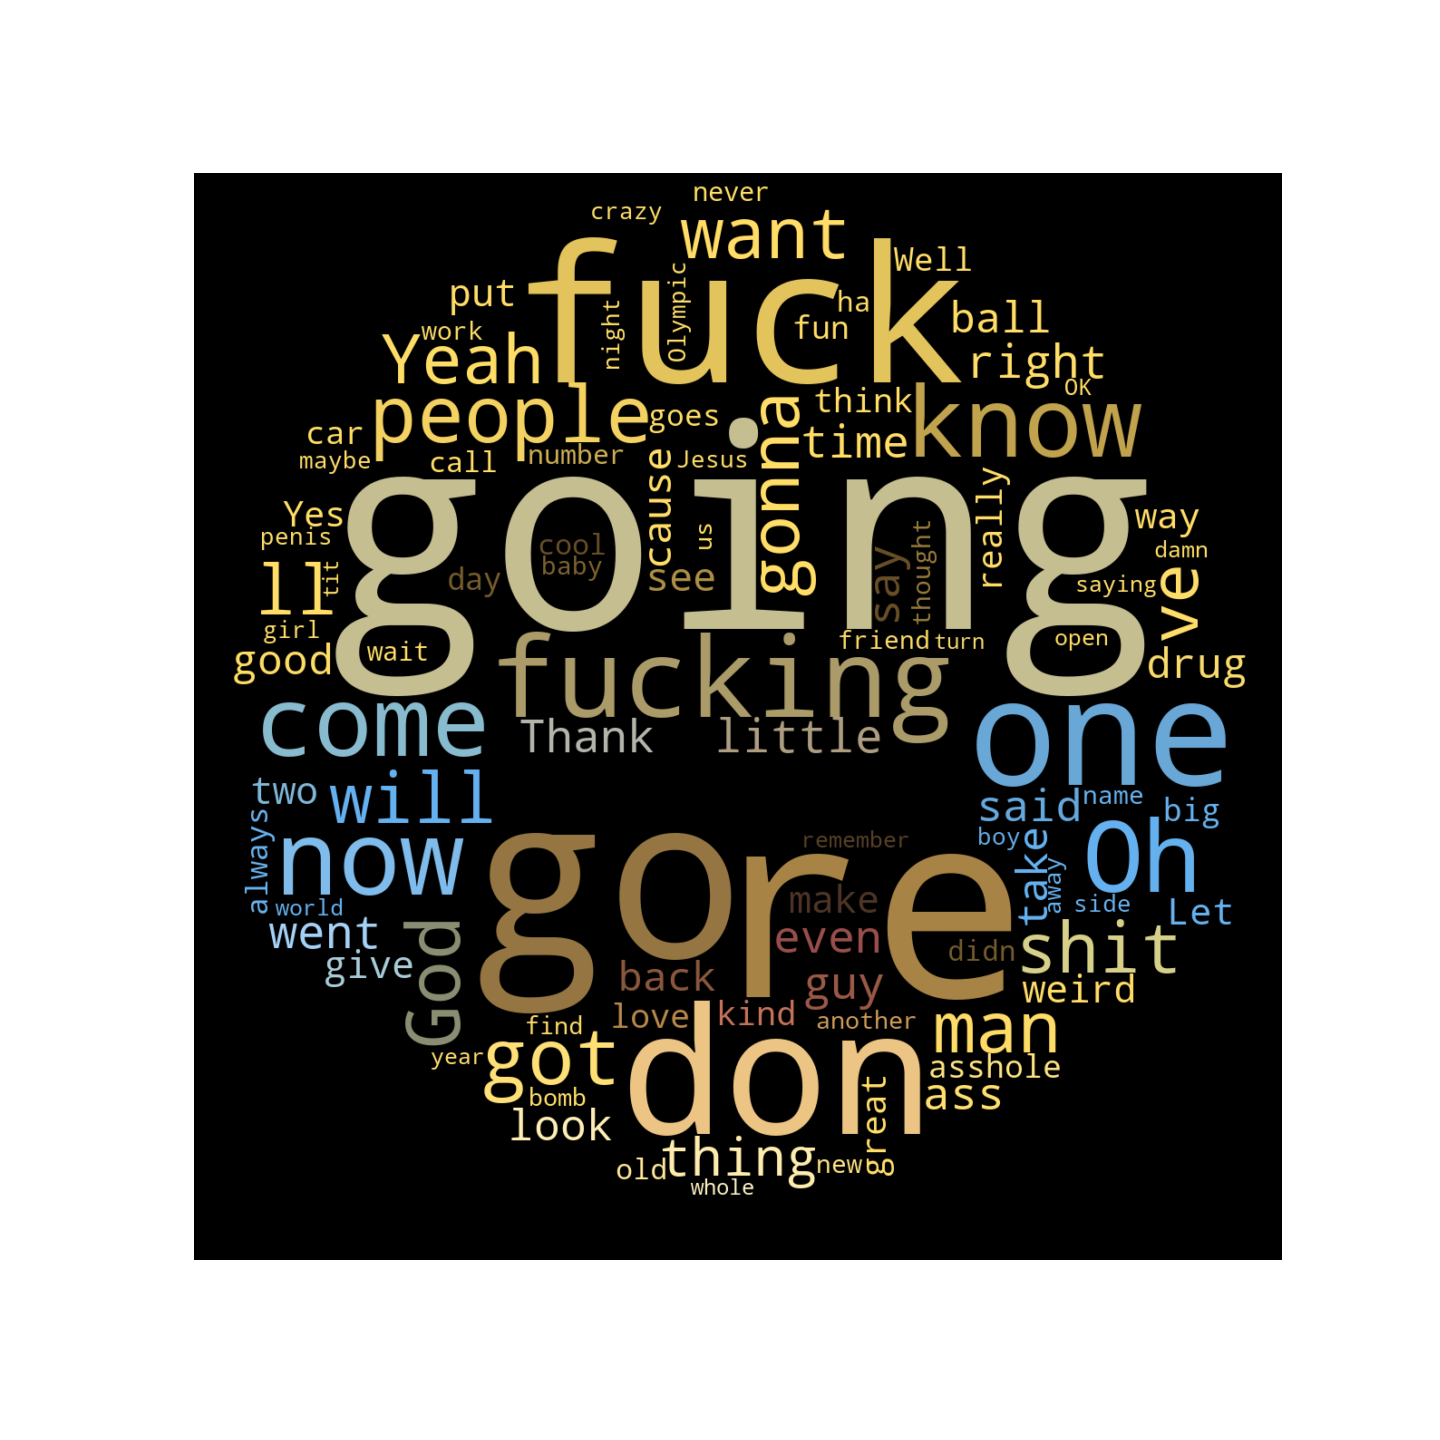 never
crazy
want
fuck
Well
Olympic
put
ha
night
ball
fun
work
Yeah
right
OK
people
think
know
goes
gonna
car
time
number
cause
Jesus
maybe
call
going
really
Yes
way
penis
us
cool
thought
damn
baby
say
ll
tit
day
see
saying
ve
girl
friend
turn
open
wait
good
fucking
drug
come
Thank
little
one
two
will
said
name
big
always
now
gore
remember
boy
take
Oh
away
make
world
side
Let
went
God
even
didn
shit
give
back
guy
weird
love
kind
another
find
man
year
got
don
asshole
bomb
great
ass
look
thing
old
new
whole